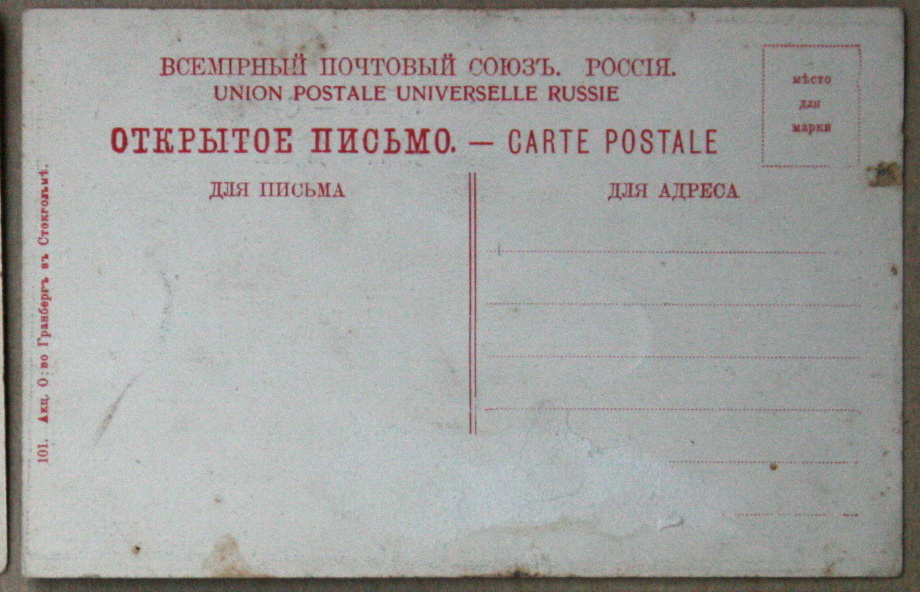 ВСЕМІРНЫЙ ПОЧТОВЫЙ СОЮЗЪ. РОССІЯ.
UNION POSTALE UNIVERSELLE RUSSIE
ОТКРЫТОЕ ПИСЬМО. — CARTE POSTALE
мѣсто
для
марки
ДЛЯ ПИСЬМА
ДЛЯ АДРЕСА
101. Акц. О:во Гранбергъ въ Стокгольмѣ.